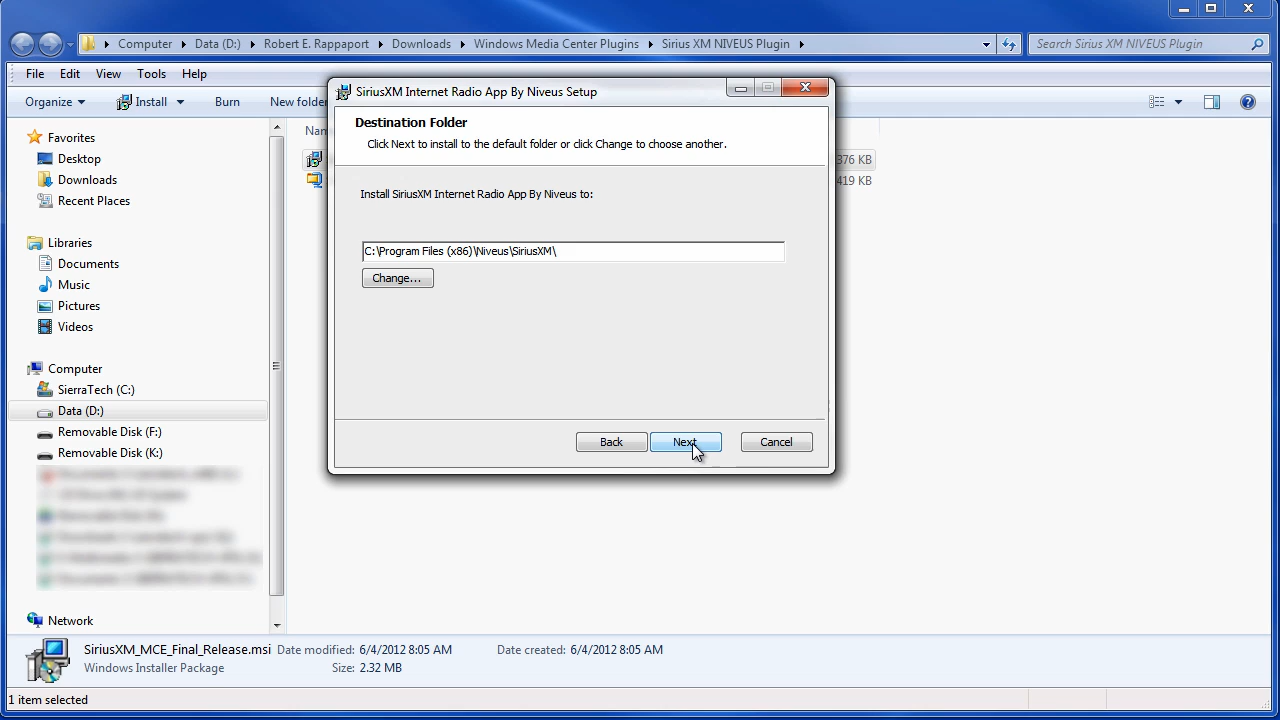 Computer
Data (D:)
Robert E. Rappaport
Downloads
Windows Media Center Plugins
Sirius XM NIVEUS Plugin
Search Sirius XM NIVEUS Plugin
File
Edit
View
Tools
Help
Organize
Install
Burn
New folder
SiriusXM Internet Radio App By Niveus Setup
Destination Folder
Click Next to install to the default folder or click Change to choose another.
Install SiriusXM Internet Radio App By Niveus to:
C:\Program Files (x86)\Niveus\SiriusXM\
Change...
Back
Next
Cancel
376 KB
419 KB
Favorites
Desktop
Downloads
Recent Places
Libraries
Documents
Music
Pictures
Videos
Computer
SierraTech (C:)
Data (D:)
Removable Disk (F:)
Removable Disk (K:)
Network
SiriusXM_MCE_Final_Release.msi
Date modified: 6/4/2012 8:05 AM
Date created: 6/4/2012 8:05 AM
Windows Installer Package
Size: 2.32 MB
1 item selected